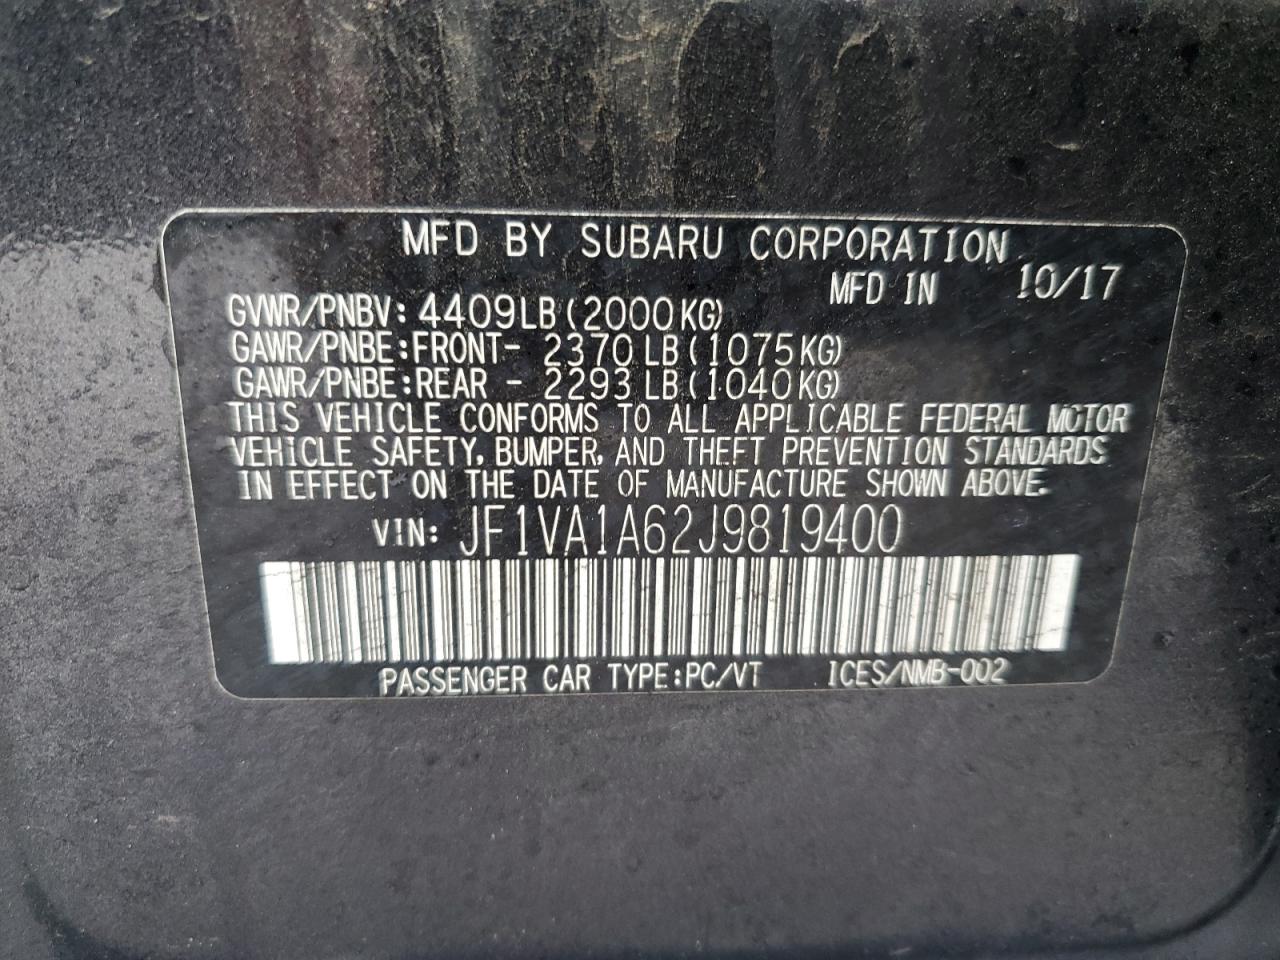 MFD BY SUBARU CORPORATION
MFD IN 10/17
GVWR/PNBV: 4409LB(2000KG)
GAWR/PNBE:FRONT- 2370LB(1075KG)
GAWR/PNBE:REAR - 2293LB(1040KG)
THIS VEHICLE CONFORMS TO ALL APPLICABLE FEDERAL MOTOR
VEHICLE SAFETY, BUMPER, AND THEFT PREVENTION STANDARDS
IN EFFECT ON THE DATE OF MANUFACTURE SHOWN ABOVE.
VIN: JF1VA1A62J9819400
PASSENGER CAR TYPE:PC/VT ICES/NMB-002